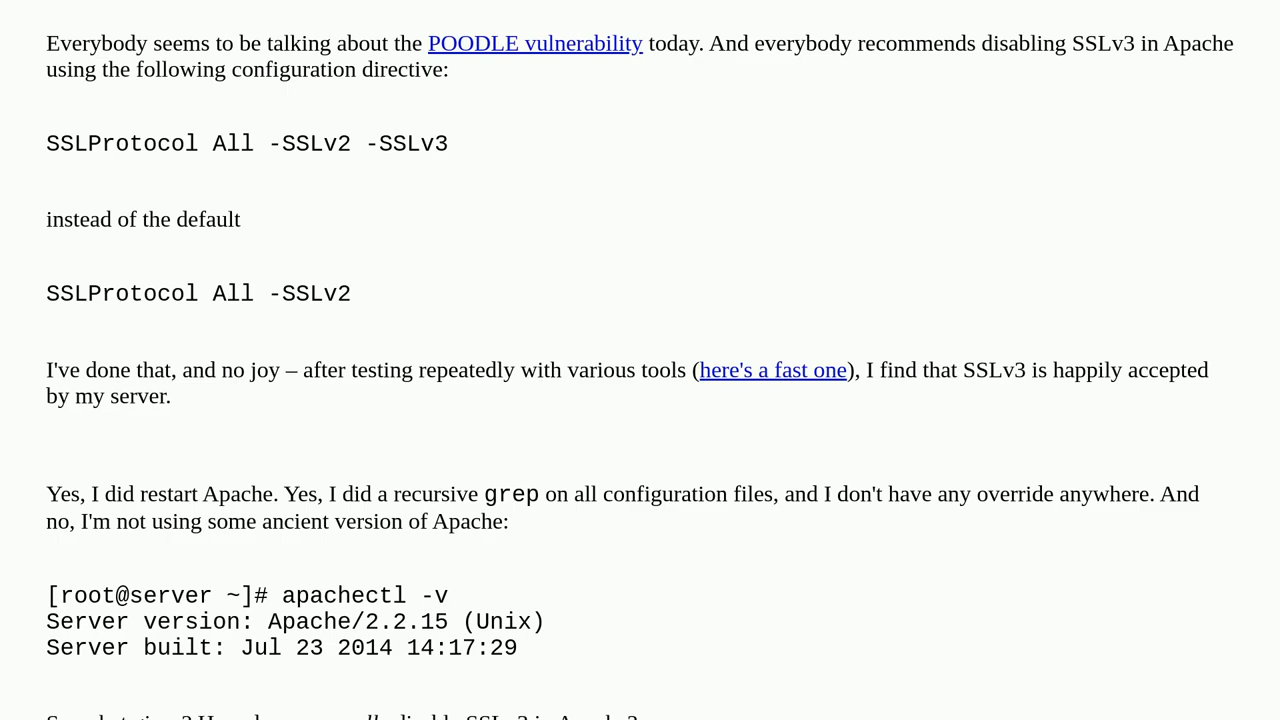 Everybody seems to be talking about the POODLE vulnerability today. And everybody recommends disabling SSLv3 in Apache
using the following configuration directive:
SSLProtocol All -SSLv2 -SSLv3
instead of the default
SSLProtocol All -SSLv2
I've done that, and no joy – after testing repeatedly with various tools (here's a fast one), I find that SSLv3 is happily accepted
by my server.
Yes, I did restart Apache. Yes, I did a recursive grep on all configuration files, and I don't have any override anywhere. And
no, I'm not using some ancient version of Apache:
[root@server ~]# apachectl -v
Server version: Apache/2.2.15 (Unix)
Server built: Jul 23 2014 14:17:29